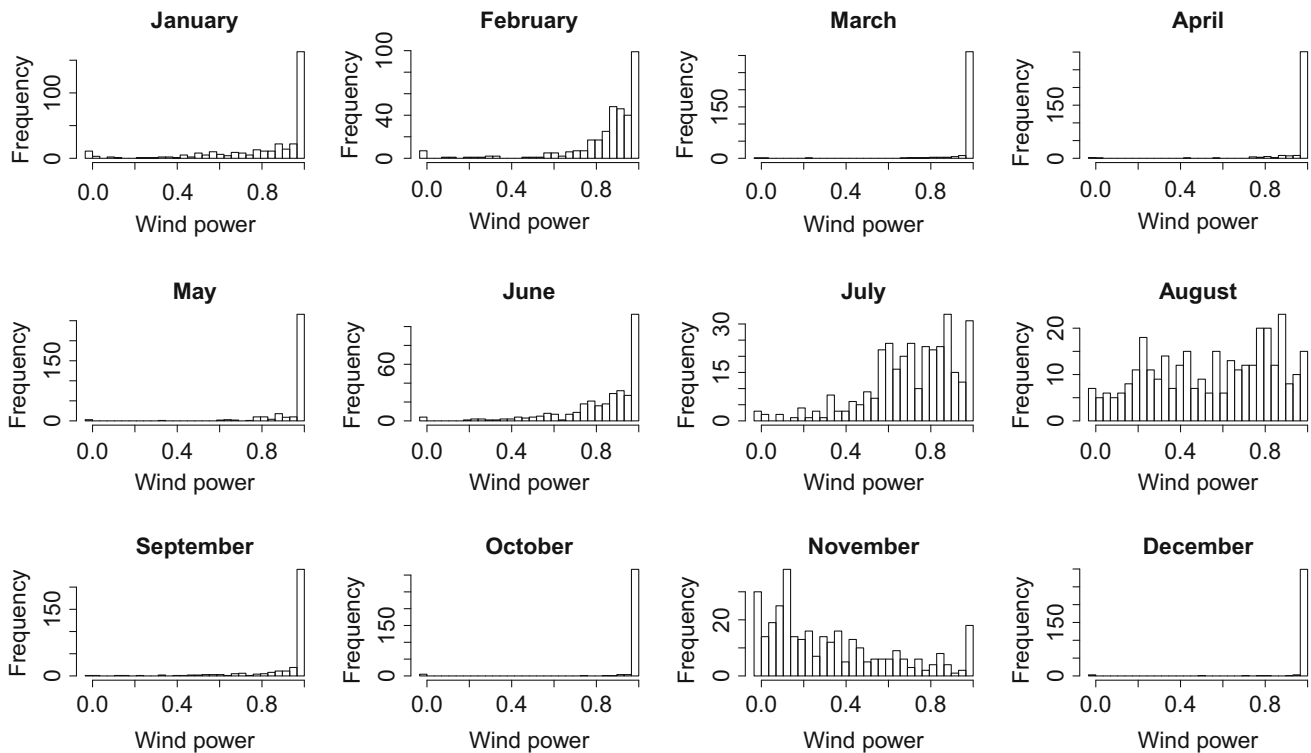 January
Frequency
0 100
0.0 0.4 0.8
Wind power
February
Frequency
0 40 100
0.0 0.4 0.8
Wind power
March
Frequency
0 150
0.0 0.4 0.8
Wind power
April
Frequency
0 150
0.0 0.4 0.8
Wind power
May
Frequency
0 150
0.0 0.4 0.8
Wind power
June
Frequency
0 60
0.0 0.4 0.8
Wind power
July
Frequency
0 15 30
0.0 0.4 0.8
Wind power
August
Frequency
0 10 20
0.0 0.4 0.8
Wind power
September
Frequency
0 150
0.0 0.4 0.8
Wind power
October
Frequency
0 150
0.0 0.4 0.8
Wind power
November
Frequency
0 20
0.0 0.4 0.8
Wind power
December
Frequency
0 150
0.0 0.4 0.8
Wind power